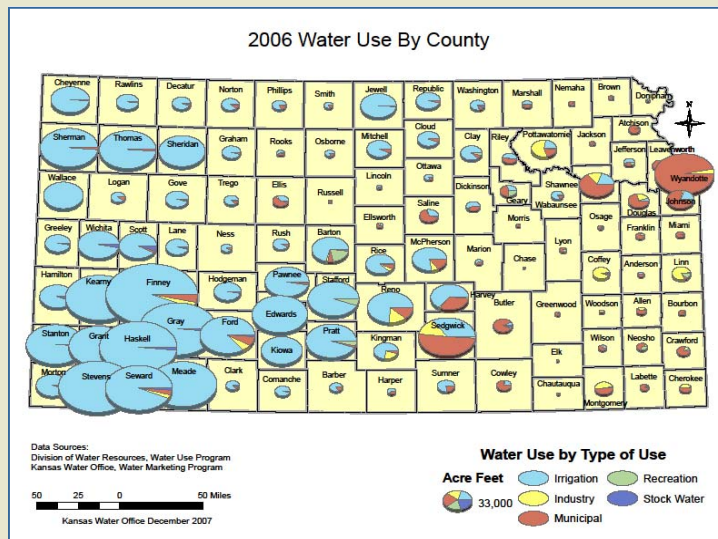 2006 Water Use By County
Cheyenne Rawlins Decatur Norton Phillips Smith Jewell Republic Washington Marshall Nemaha Brown Doniphan
N
Sherman Thomas Sheridan Graham Rooks Osborne Mitchell Cloud Clay Riley Pottawatomie Jackson Atchison
Jefferson Leavenworth
Wyandotte
Wallace Logan Gove Trego Ellis Russell Lincoln Ottawa Saline Dickinson Geary Wabaunsee Shawnee Douglas Johnson
Greeley Wichita Scott Lane Ness Rush Barton Ellsworth Rice McPherson Marion Morris Chase Lyon Osage Franklin Miami
Hamilton Kearny Finney Hodgeman Pawnee Stafford Reno Harvey Butler Greenwood Coffey Anderson Linn
Stanton Grant Haskell Gray Ford Edwards Pratt Kingman Sedgwick Woodson Allen Bourbon
Kiowa Elk Wilson Neosho Crawford
Morton Stevens Seward Meade Clark Comanche Barber Harper Sumner Cowley Chautauqua Montgomery Labette Cherokee
Data Sources:
Division of Water Resources, Water Use Program
Kansas Water Office, Water Marketing Program
50 25 0 50 Miles
Kansas Water Office December 2007
Water Use by Type of Use
Acre Feet
33,000
Irrigation
Industry
Municipal
Recreation
Stock Water